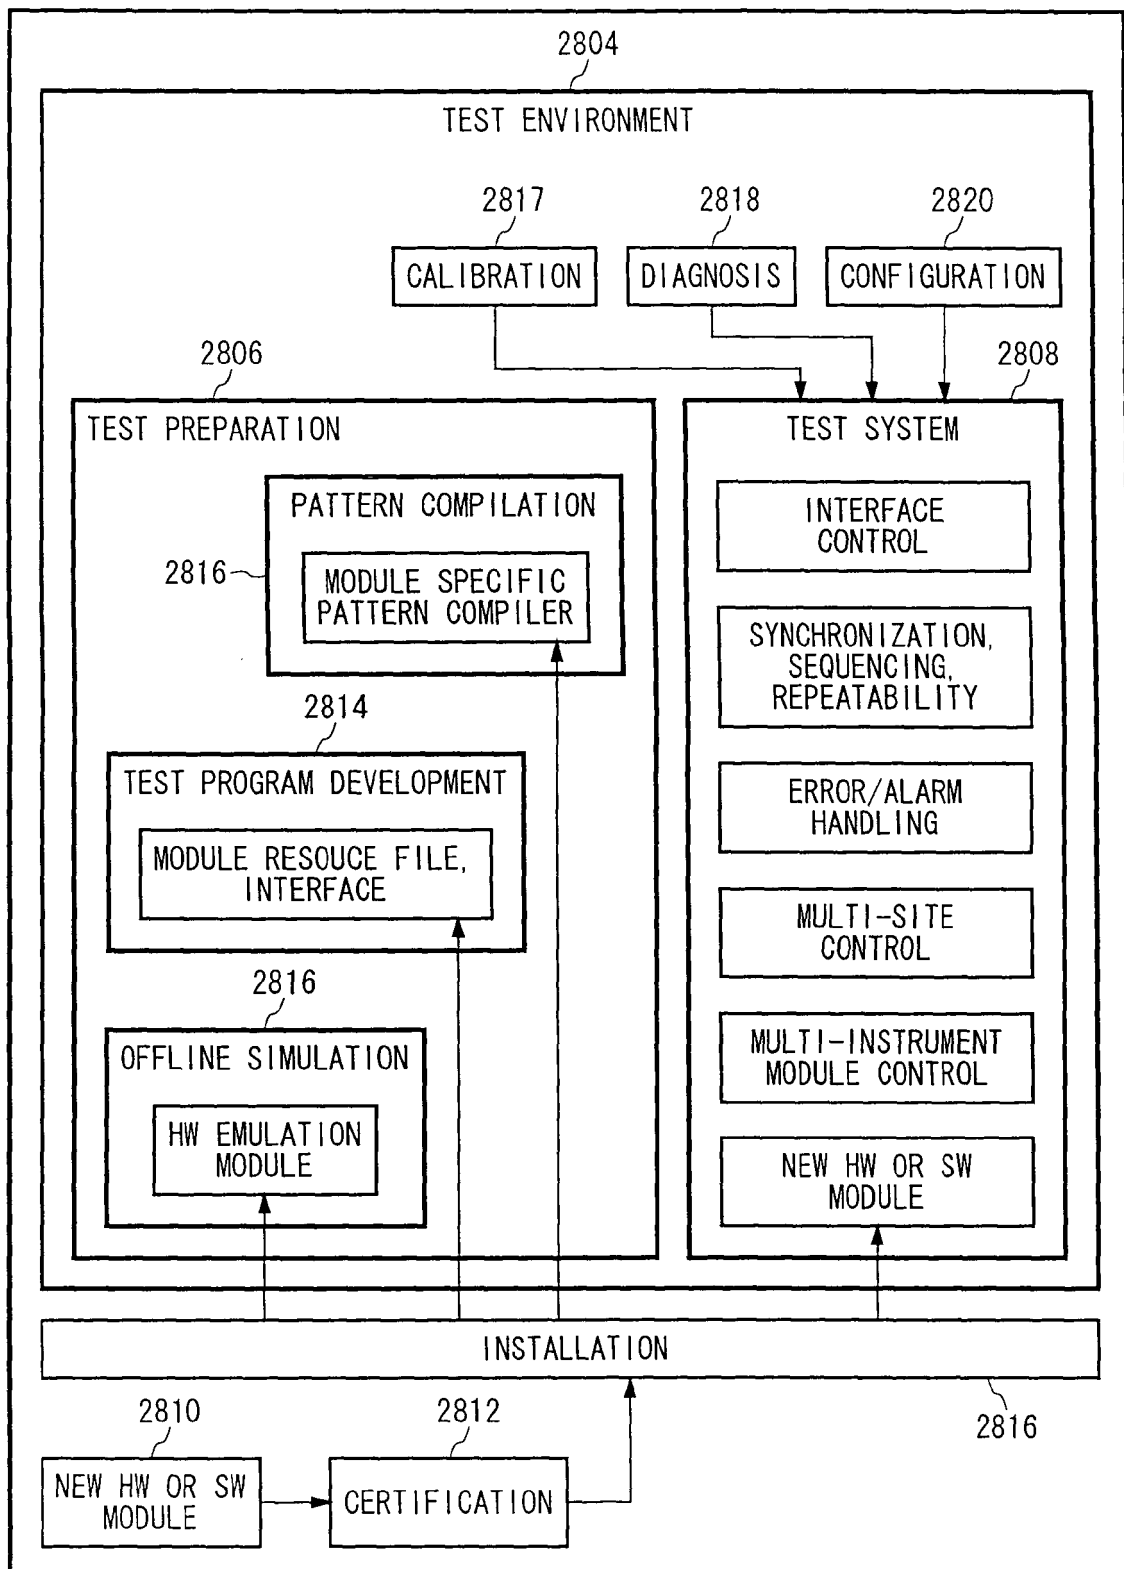 2804
TEST ENVIRONMENT
2817
2818
2820
CALIBRATION
DIAGNOSIS
CONFIGURATION
2806
2808
TEST PREPARATION
PATTERN COMPILATION
2816
MODULE SPECIFIC
PATTERN COMPILER
2814
TEST PROGRAM DEVELOPMENT
MODULE RESOUCE FILE,
INTERFACE
2816
OFFLINE SIMULATION
HW EMULATION
MODULE
TEST SYSTEM
INTERFACE
CONTROL
SYNCHRONIZATION,
SEQUENCING,
REPEATABILITY
ERROR/ALARM
HANDLING
MULTI-SITE
CONTROL
MULTI-INSTRUMENT
MODULE CONTROL
NEW HW OR SW
MODULE
INSTALLATION
2816
2810
2812
NEW HW OR SW
MODULE
CERTIFICATION